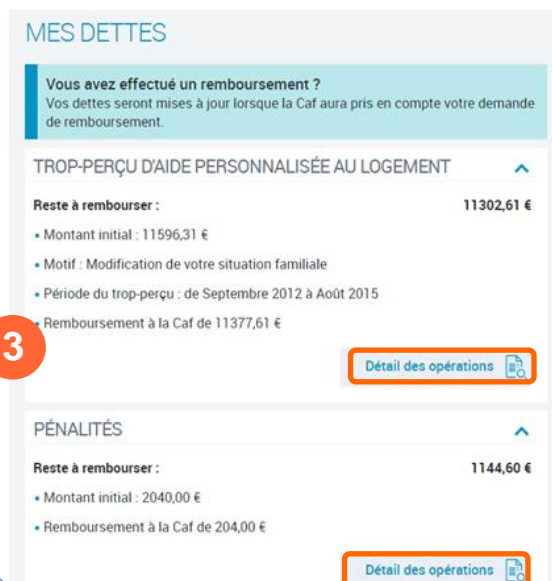 MES DETTES
Vous avez effectué un remboursement ?
Vos dettes seront mises à jour lorsque la Caf aura pris en compte votre demande
de remboursement.
TROP-PERÇU D'AIDE PERSONNALISÉE AU LOGEMENT
Reste à rembourser : 11302,61 €
• Montant initial : 11596,31 €
• Motif : Modification de votre situation familiale
• Période du trop-perçu : de Septembre 2012 à Août 2015
• Remboursement à la Caf de 11377,61 €
3
Détail des opérations
PÉNALITÉS
Reste à rembourser : 1144,60 €
• Montant initial : 2040,00 €
• Remboursement à la Caf de 204,00 €
Détail des opérations